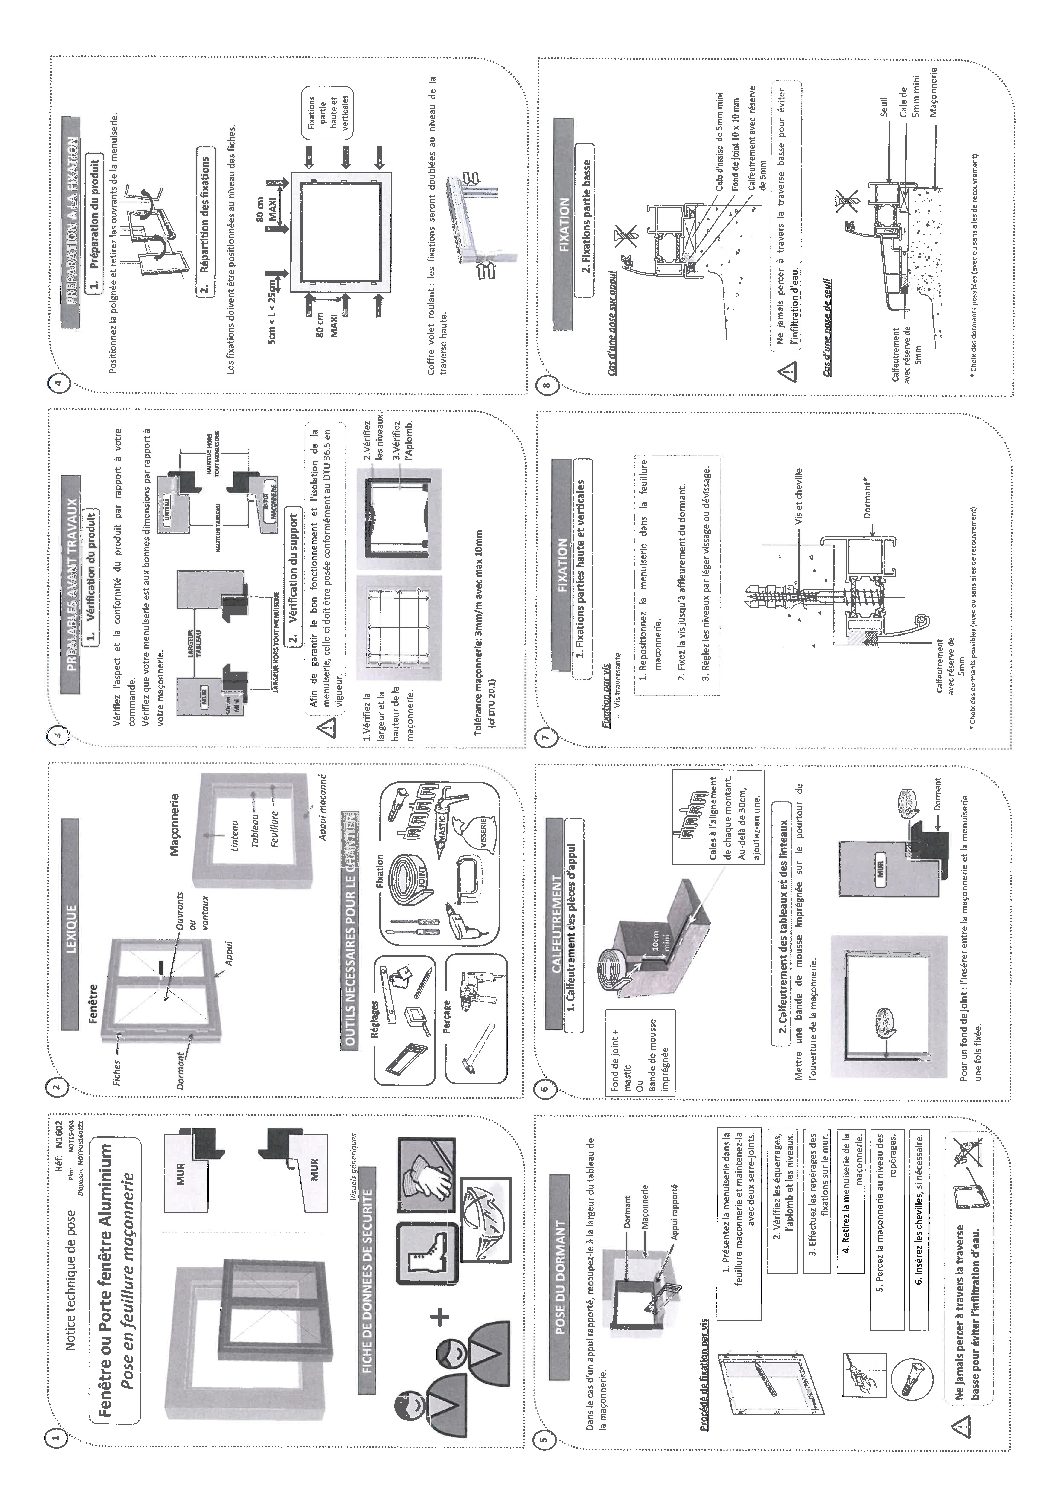 1
Notice technique de pose
Réf: N1602
Fenêtre ou Porte fenêtre Aluminium
Pose en feuillure maçonnerie
MUR
MUR
Visuels génériques
FICHE DE DONNEES DE SECURITE
+
2
LEXIQUE
Fenêtre
Maçonnerie
Fiches
Dormant
Ouvrants
ou
vantaux
Appui
Linteau
Tableau
Feuillure
Appui maçonné
OUTILS NECESSAIRES POUR LE CHANTIER
Réglages
Fixation
Perçage
JOINT
MASTIC
VISSERIE
3
PREALABLES AVANT TRAVAUX
1. Vérification du produit
Vérifiez l'aspect et la conformité du produit par rapport à votre
commande.
Vérifiez que votre menuiserie est aux bonnes dimensions par rapport à
votre maçonnerie.
MUR
LARGEUR
TABLEAU
LARGEUR HORS TOUT MENUISERIE
LINTEAU
HAUTEUR TABLEAU
HAUTEUR HORS
TOUT MENUISERIE
APPUI
MAÇONNERIE
2. Vérification du support
Afin de garantir le bon fonctionnement et l'isolation de la
menuiserie, celle ci doit être posée conformément au DTU 36.5 en
vigueur.
1.Vérifiez la
largeur et la
hauteur de la
maçonnerie.
2.Vérifiez
les niveaux
3.Vérifiez
l'Aplomb.
Tolérance maçonnerie: 3mm/m avec max 10mm
(cf DTU 20.1)
4
PREPARATION A LA FIXATION
1. Préparation du produit
Positionnez la poignée et retirez les ouvrants de la menuiserie.
2. Répartition des fixations
Les fixations doivent être positionnées au niveau des fiches.
5cm < L < 25cm
80 cm
MAXI
80 cm
MAXI
Fixations
partie
haute et
verticales
Coffre volet roulant: les fixations seront doublées au niveau de la
traverse haute.
5
POSE DU DORMANT
Dans le cas d'un appui rapporté, recoupez-le à la largeur du tableau de
la maçonnerie.
Dormant
Maçonnerie
Appui rapporté
Procédé de fixation par vis
1. Présentez la menuiserie dans la
feuillure maçonnerie et maintenez-la
avec deux serre-joints.
2. Vérifiez les équerrages,
l'aplomb et les niveaux.
3. Effectuez les repérages des
fixations sur le mur.
4. Retirez la menuiserie de la
maçonnerie.
5. Percez la maçonnerie au niveau des
repérages.
6. Insérez les chevilles, si nécessaire.
Ne jamais percer à travers la traverse
basse pour éviter l'infiltration d'eau.
6
CALFEUTREMENT
1. Calfeutrement des pièces d'appui
Fond de joint +
mastic
Ou
Bande de mousse
imprégnée
10cm
mini
Cales à l'alignement
de chaque montant.
Au-delà de 30cm,
ajoutez-en une.
2. Calfeutrement des tableaux et des linteaux
Mettre une bande de mousse imprégnée sur le pourtour de
l'ouverture de la maçonnerie.
MUR
Dormant
Pour un fond de joint : l'insérer entre la maçonnerie et la menuiserie
une fois fixée.
7
FIXATION
1. Fixations parties haute et verticales
Fixation par vis
Vis traversante
1. Repositionnez la menuiserie dans la feuillure
maçonnerie.
2. Fixez la vis jusqu'à affleurement du dormant.
3. Réglez les niveaux par léger vissage ou dévissage.
Vis et cheville
Dormant*
Calfeutrement
avec réserve de
5mm
* Choix des dormants possibles (avec ou sans ailes de recouvrement)
8
FIXATION
2. Fixations partie basse
Cas d'une pose sur appui
Cale d'assise de 5mm mini
Fond de joint 10 x 10 mm
Calfeutrement avec réserve
de 5mm
Ne jamais percer à travers la traverse basse pour éviter
l'infiltration d'eau.
Cas d'une pose de seuil
Seuil
Cale de
5mm mini
Maçonnerie
Calfeutrement
avec réserve de
5mm
* Choix des dormants possibles (avec ou sans ailes de recouvrement)